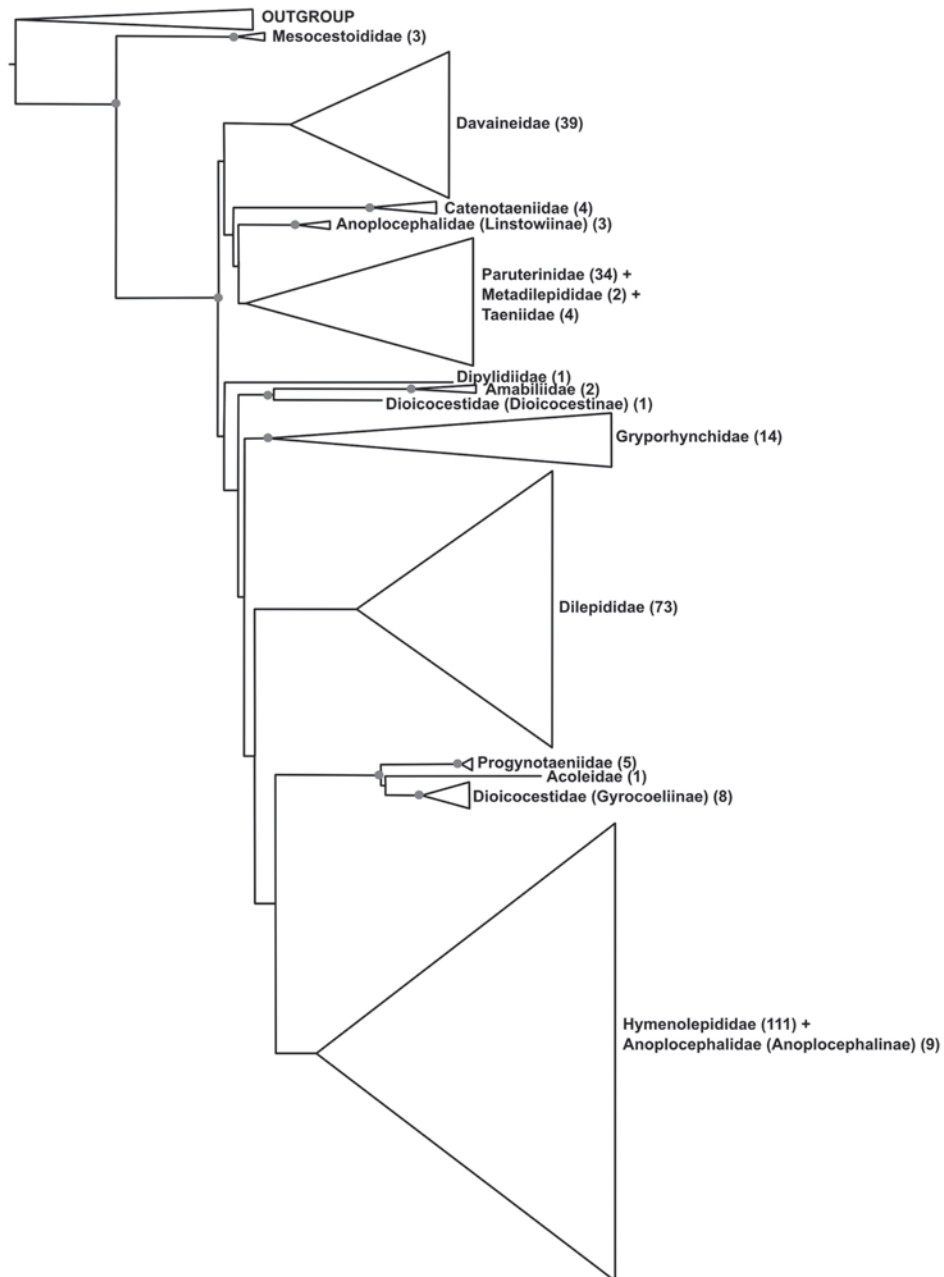 OUTGROUP
Mesocestoididae (3)
Davaineidae (39)
Catenotaeniidae (4)
Anoplocephalidae (Linstowiinae) (3)
Paruterinidae (34) +
Metadilepididae (2) +
Taeniidae (4)
Dipylidiidae (1)
Amabiliidae (2)
Dioicocestidae (Dioicocestinae) (1)
Gryporhynchidae (14)
Dilepididae (73)
Progynotaeniidae (5)
Acoleidae (1)
Dioicocestidae (Gyrocoeliinae) (8)
Hymenolepididae (111) +
Anoplocephalidae (Anoplocephalinae) (9)